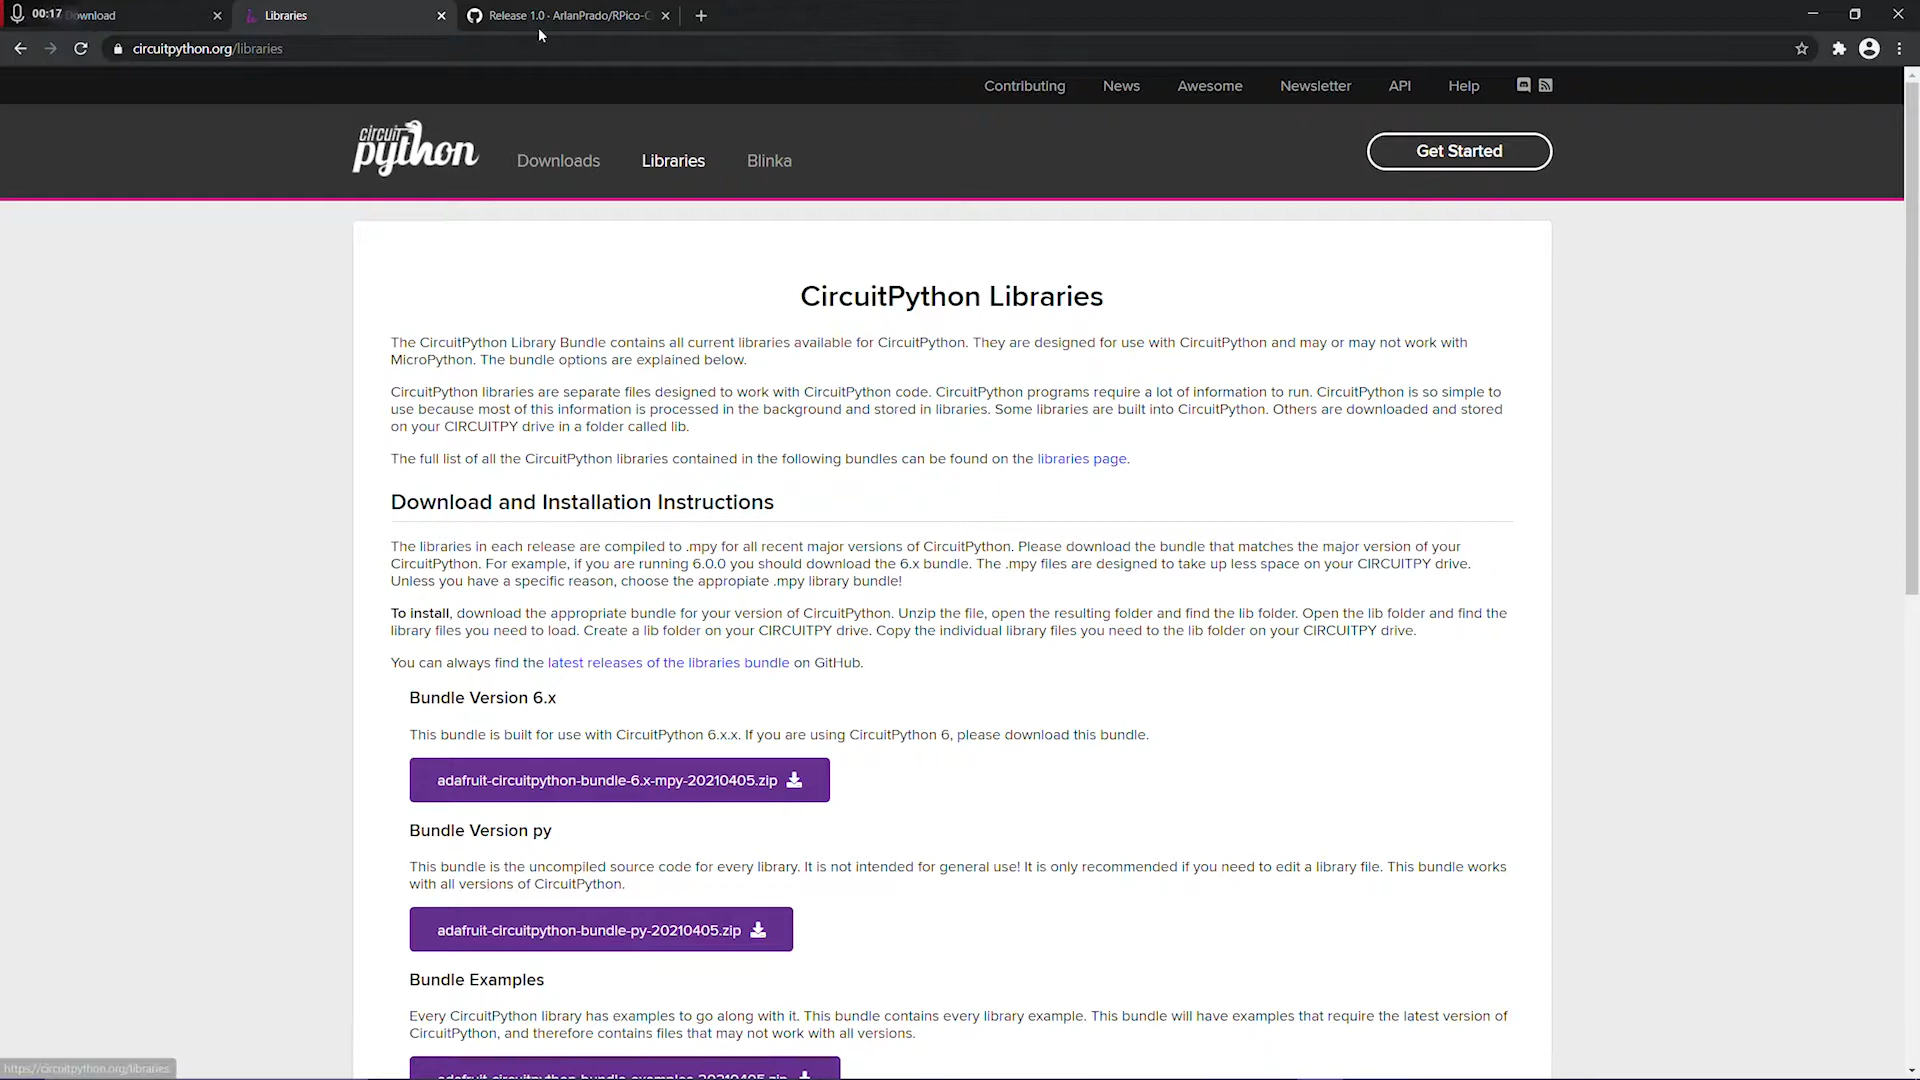 00:17 Download
Libraries
Release 1.0 · ArlanPrado/RPico-C
circuitpython.org/libraries
Contributing News Awesome Newsletter API Help
circuit python
Downloads Libraries Blinka
Get Started
CircuitPython Libraries
The CircuitPython Library Bundle contains all current libraries available for CircuitPython. They are designed for use with CircuitPython and may or may not work with
MicroPython. The bundle options are explained below.
CircuitPython libraries are separate files designed to work with CircuitPython code. CircuitPython programs require a lot of information to run. CircuitPython is so simple to
use because most of this information is processed in the background and stored in libraries. Some libraries are built into CircuitPython. Others are downloaded and stored
on your CIRCUITPY drive in a folder called lib.
The full list of all the CircuitPython libraries contained in the following bundles can be found on the libraries page.
Download and Installation Instructions
The libraries in each release are compiled to .mpy for all recent major versions of CircuitPython. Please download the bundle that matches the major version of your
CircuitPython. For example, if you are running 6.0.0 you should download the 6.x bundle. The .mpy files are designed to take up less space on your CIRCUITPY drive.
Unless you have a specific reason, choose the appropiate .mpy library bundle!
To install, download the appropriate bundle for your version of CircuitPython. Unzip the file, open the resulting folder and find the lib folder. Open the lib folder and find the
library files you need to load. Create a lib folder on your CIRCUITPY drive. Copy the individual library files you need to the lib folder on your CIRCUITPY drive.
You can always find the latest releases of the libraries bundle on GitHub.
Bundle Version 6.x
This bundle is built for use with CircuitPython 6.x.x. If you are using CircuitPython 6, please download this bundle.
adafruit-circuitpython-bundle-6.x-mpy-20210405.zip
Bundle Version py
This bundle is the uncompiled source code for every library. It is not intended for general use! It is only recommended if you need to edit a library file. This bundle works
with all versions of CircuitPython.
adafruit-circuitpython-bundle-py-20210405.zip
Bundle Examples
Every CircuitPython library has examples to go along with it. This bundle contains every library example. This bundle will have examples that require the latest version of
CircuitPython, and therefore contains files that may not work with all versions.
adafruit-circuitpython-bundle-examples-20210405.zip
https://circuitpython.org/libraries